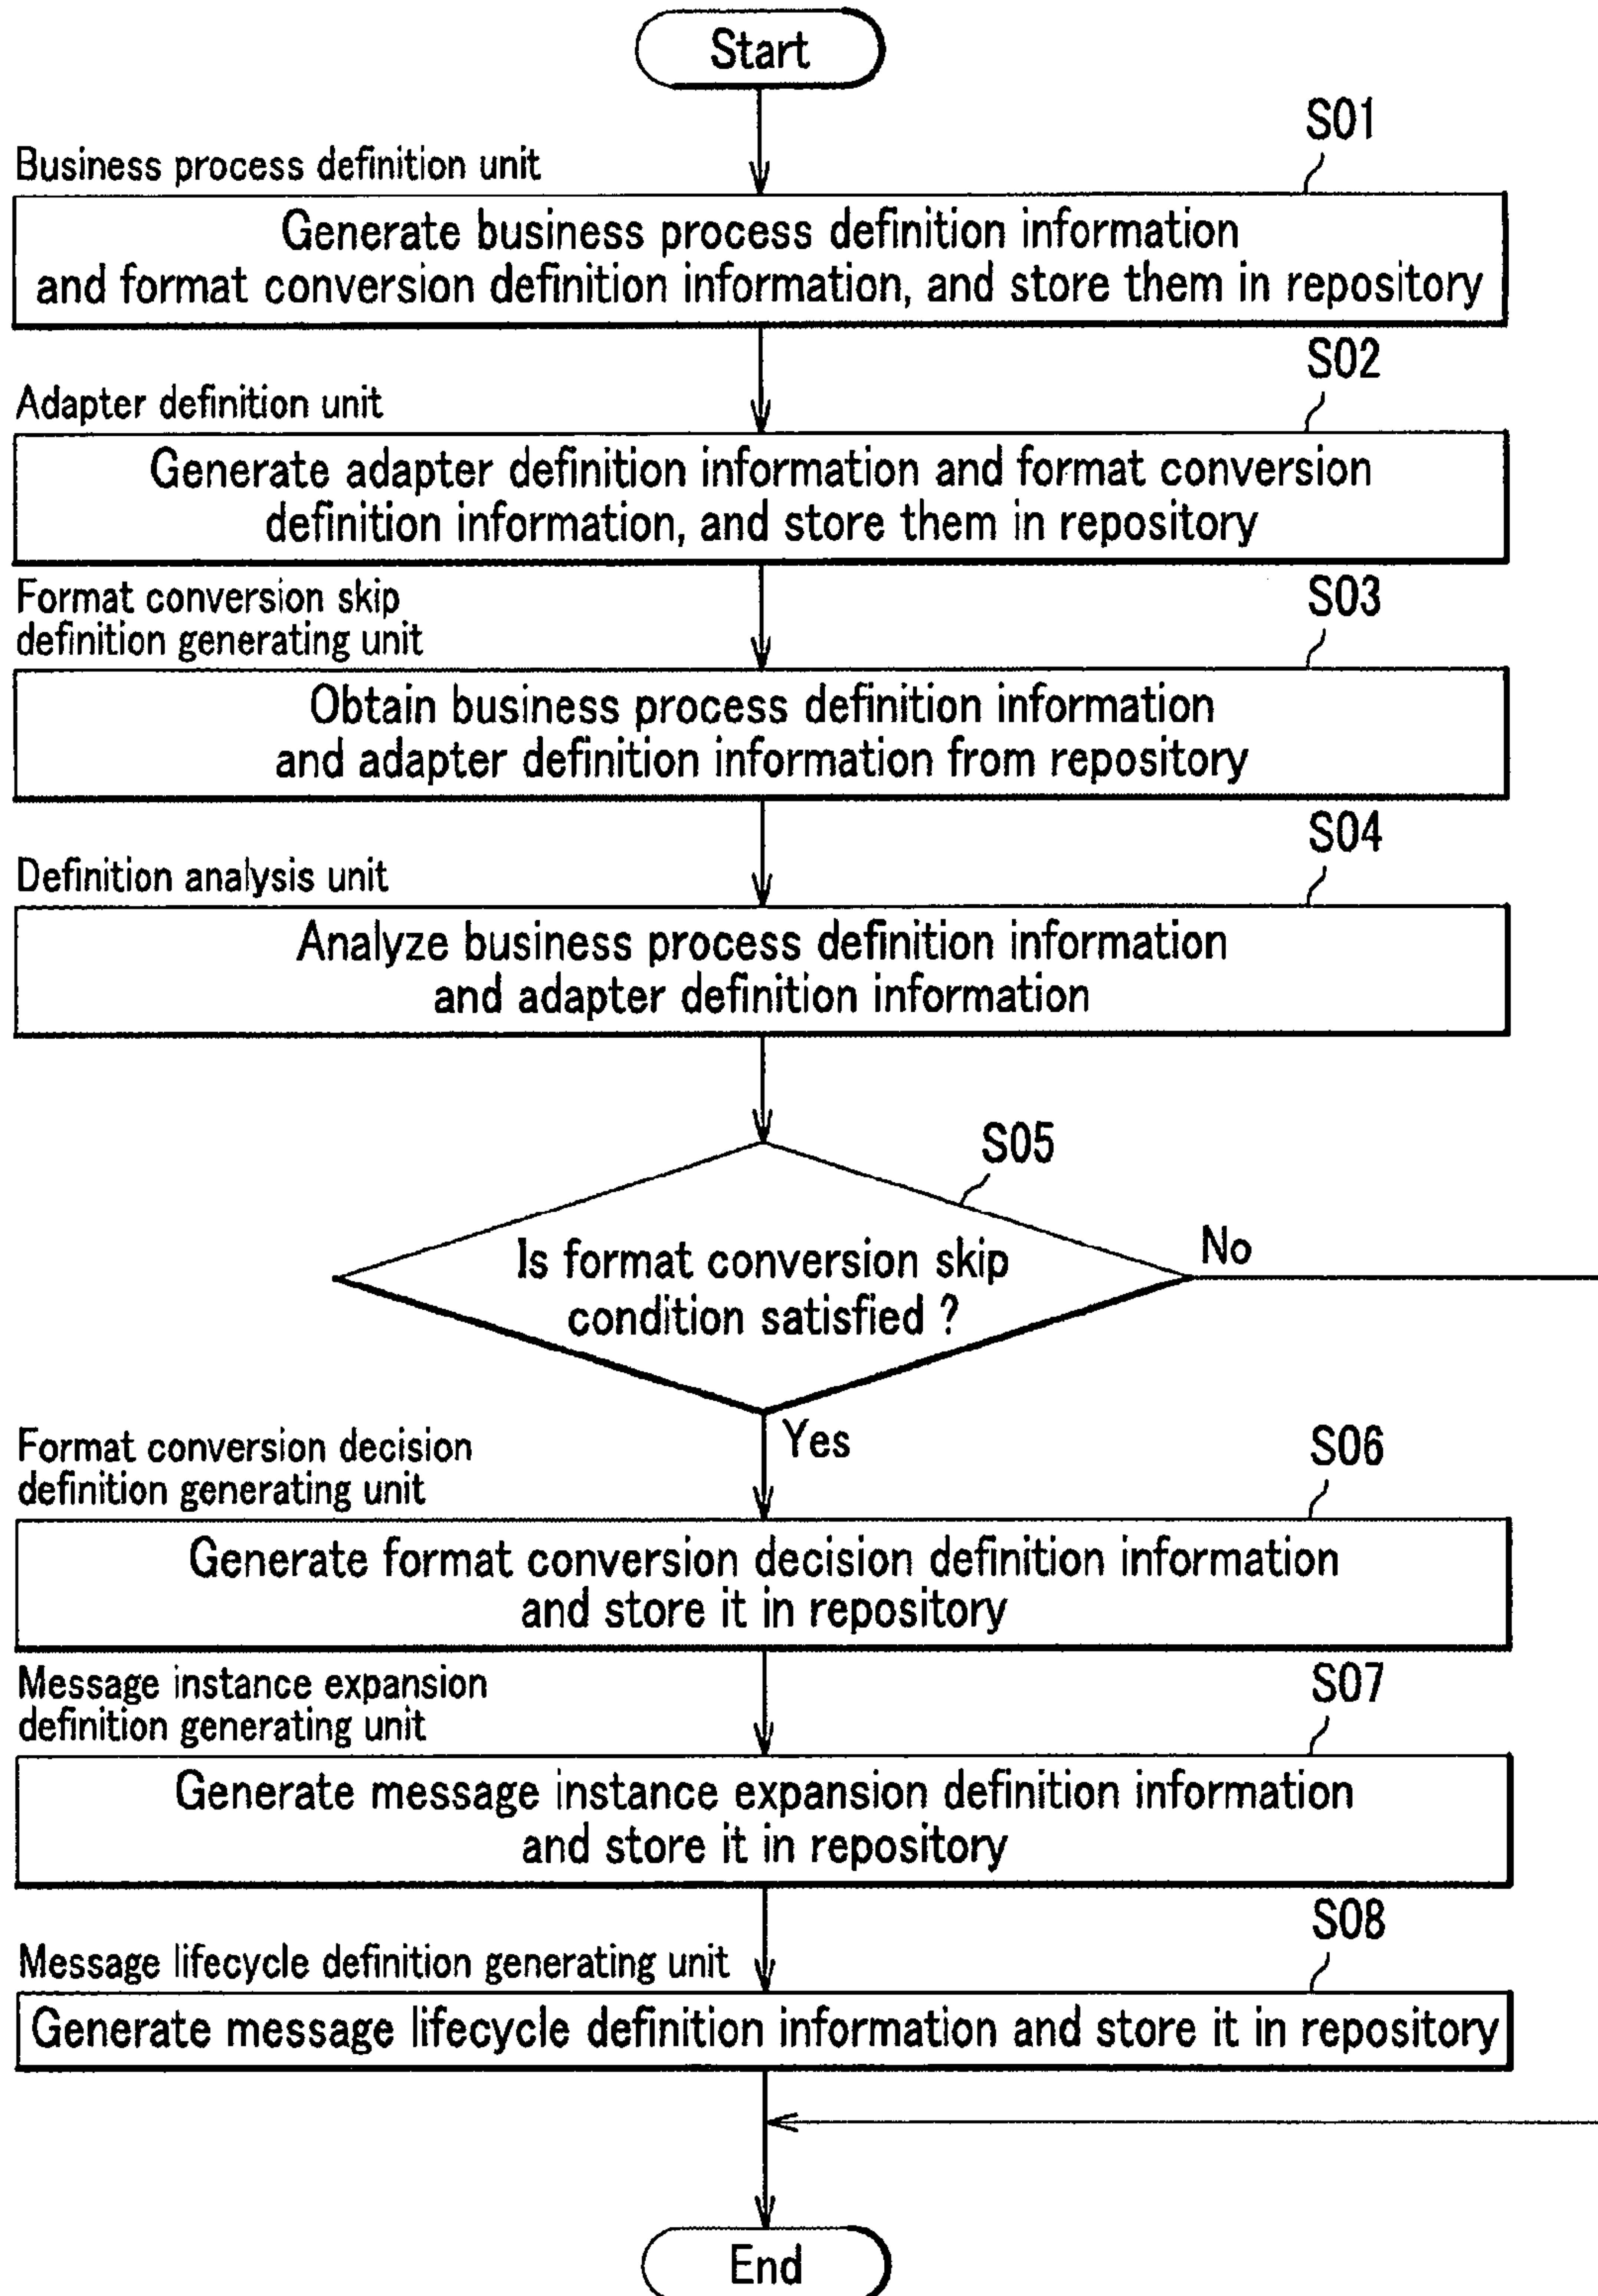 Start
S01
Business process definition unit
Generate business process definition information
and format conversion definition information, and store them in repository
S02
Adapter definition unit
Generate adapter definition information and format conversion
definition information, and store them in repository
Format conversion skip
definition generating unit
S03
Obtain business process definition information
and adapter definition information from repository
S04
Definition analysis unit
Analyze business process definition information
and adapter definition information
S05
Is format conversion skip
condition satisfied ?
No
Yes
Format conversion decision
definition generating unit
S06
Generate format conversion decision definition information
and store it in repository
Message instance expansion
definition generating unit
S07
Generate message instance expansion definition information
and store it in repository
S08
Message lifecycle definition generating unit
Generate message lifecycle definition information and store it in repository
End